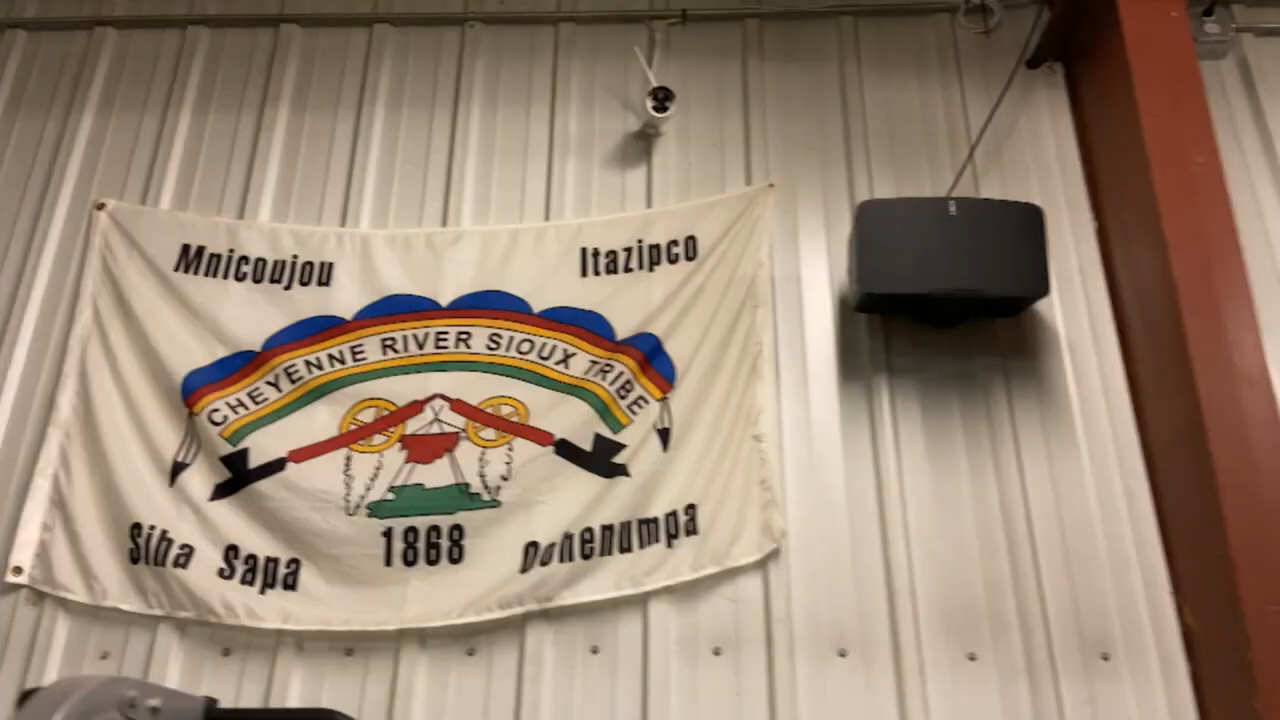 Mnicoujou
Itazipco
CHEYENNE RIVER SIOUX TRIBE
Siha Sapa
1868
Oohenumpa